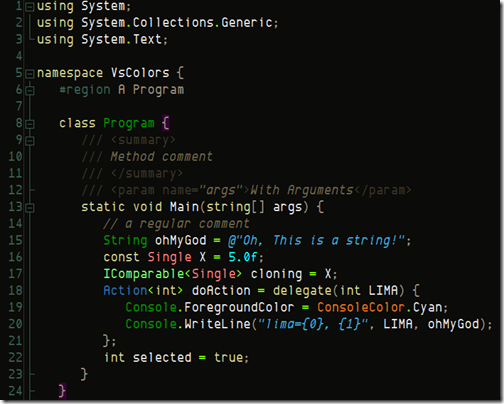 1 using System;
2 using System.Collections.Generic;
3 using System.Text;
4
5 namespace VsColors {
6 #region A Program
7
8 class Program {
9 /// <summary>
10 /// Method comment
11 /// </summary>
12 /// <param name="args">With Arguments</param>
13 static void Main(string[] args) {
14 // a regular comment
15 String ohMyGod = @"Oh, This is a string!";
16 const Single X = 5.0f;
17 IComparable<Single> cloning = X;
18 Action<int> doAction = delegate(int LIMA) {
19 Console.ForegroundColor = ConsoleColor.Cyan;
20 Console.WriteLine("lima={0}, {1}", LIMA, ohMyGod);
21 };
22 int selected = true;
23 }
24 }